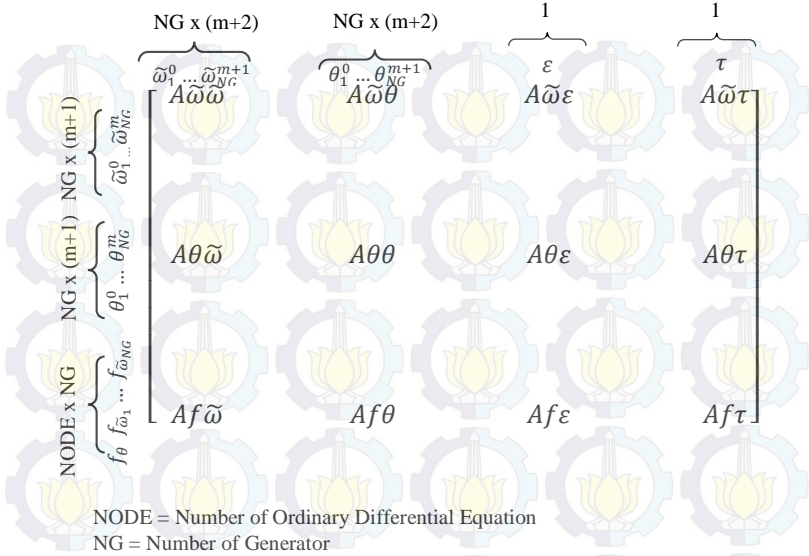 NG x (m+2) NG x (m+2) 1 1
ω̃₁⁰ ... ω̃_NG^{m+1} θ₁⁰ ... θ_NG^{m+1} ε τ
Aω̃ω̃ Aω̃θ Aω̃ε Aω̃τ
NG x (m+1)
ω̃₁⁰ ... ω̃_NG^m
Aθω̃ Aθθ Aθε Aθτ
NG x (m+1)
θ₁⁰ ... θ_NG^m
Afω̃ Afθ Afε Afτ
NODE x NG
f_θ f_ω̃₁ ... f_ω̃_NG
NODE = Number of Ordinary Differential Equation
NG = Number of Generator